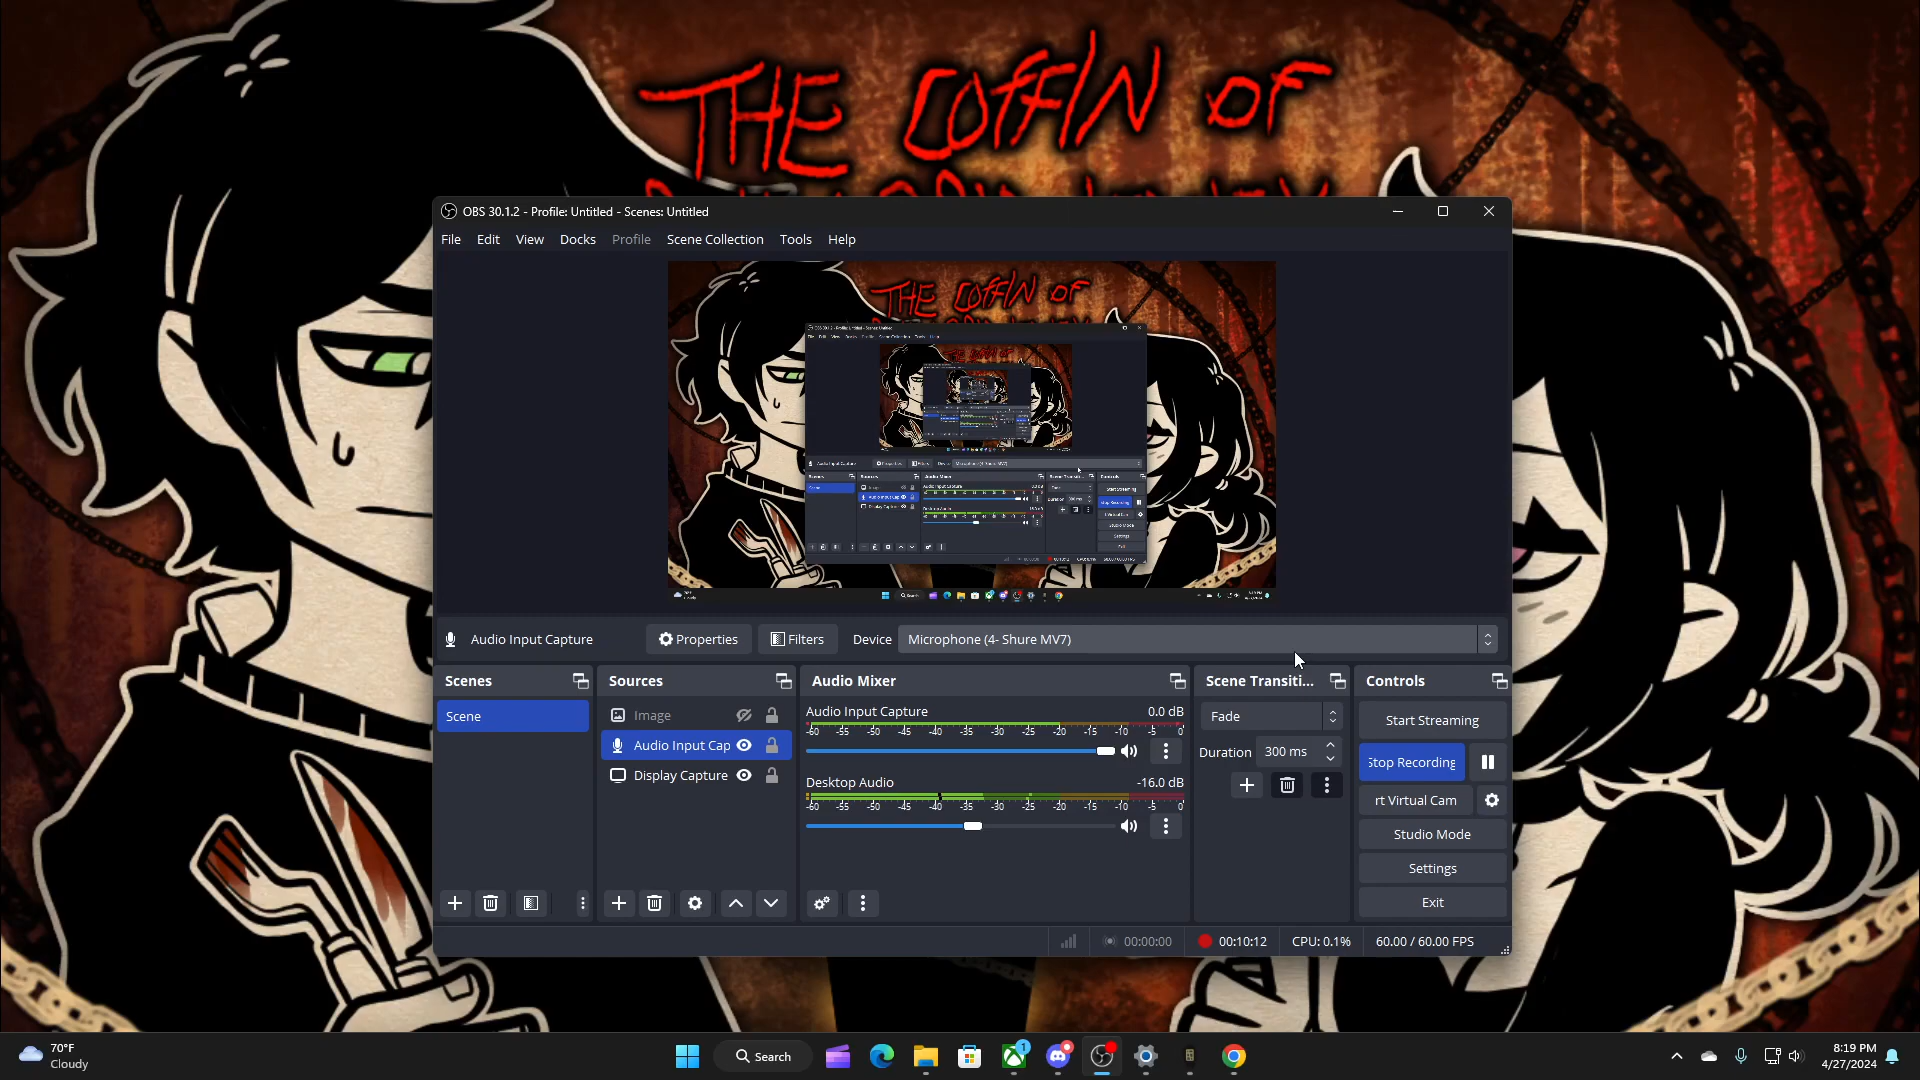 THE COFFIN OF
OBS 30.1.2 - Profile: Untitled - Scenes: Untitled
File Edit View Docks Profile Scene Collection Tools Help
THE COFFIN OF
Audio Input Capture Properties Filters Device Microphone (4- Shure MV7)
Scenes Sources Audio Mixer Scene Transiti... Controls
Scene
Image
Audio Input Cap
Display Capture
Audio Input Capture 0.0 dB
-60 -55 -50 -45 -40 -35 -30 -25 -20 -15 -10 -5 0
Desktop Audio -16.0 dB
-60 -55 -50 -45 -40 -35 -30 -25 -20 -15 -10 -5 0
Fade
Duration 300 ms
Start Streaming
Stop Recording
rt Virtual Cam
Studio Mode
Settings
Exit
00:00:00 00:10:12 CPU: 0.1% 60.00 / 60.00 FPS
70°F
Cloudy
Search
1
8:19 PM
4/27/2024